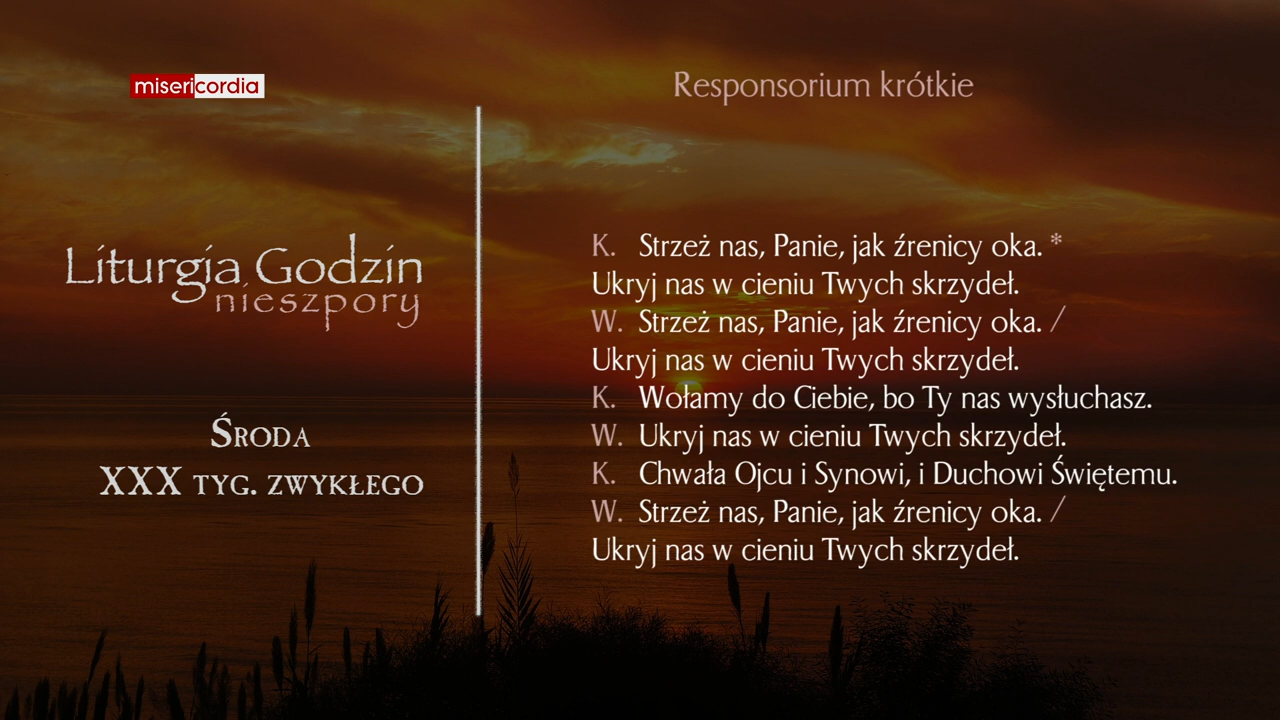 misericordia
Liturgia Godzin
nieszpory
Środa
XXX tyg. zwykłego
Responsorium krótkie
K. Strzeż nas, Panie, jak źrenicy oka. *
Ukryj nas w cieniu Twych skrzydeł.
W. Strzeż nas, Panie, jak źrenicy oka. /
Ukryj nas w cieniu Twych skrzydeł.
K. Wołamy do Ciebie, bo Ty nas wysłuchasz.
W. Ukryj nas w cieniu Twych skrzydeł.
K. Chwała Ojcu i Synowi, i Duchowi Świętemu.
W. Strzeż nas, Panie, jak źrenicy oka. /
Ukryj nas w cieniu Twych skrzydeł.